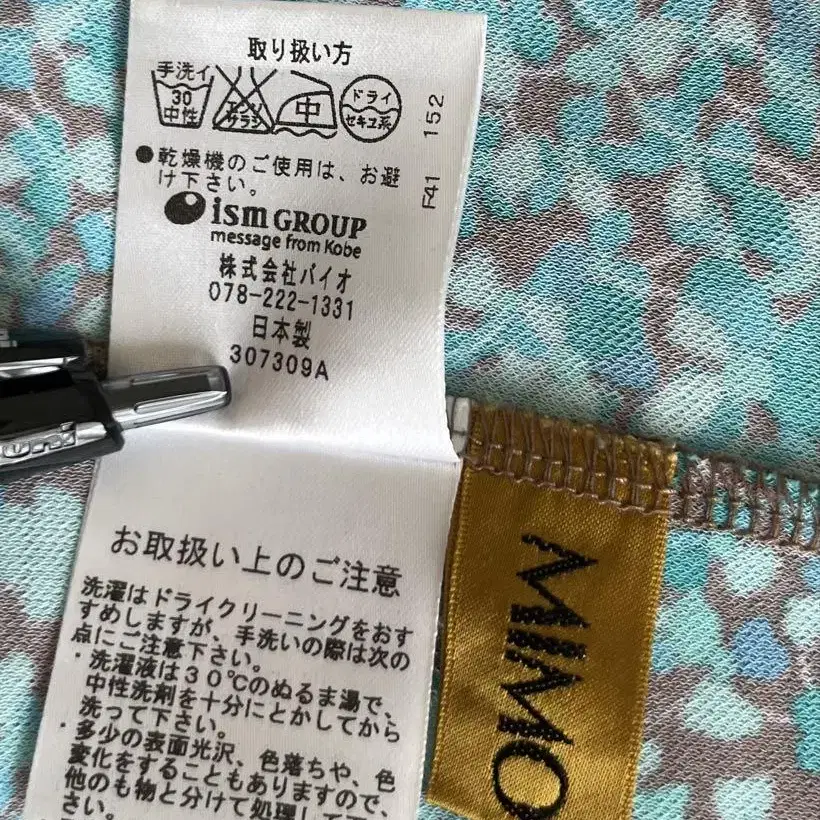 取り扱い方
手洗イ
30
中性
エンソ
サラシ
中
ドライ
セキユ系
152
F41
●乾燥機のご使用は、お避
け下さい。
ism GROUP
message from Kobe
株式会社バイオ
078-222-1331
日本製
307309A
uni
お取扱い上のご注意
洗濯はドライクリーニングをおす
すめしますが、手洗いの際は次の
点にご注意下さい。
・洗濯液は30℃のぬるま湯で、
中性洗剤を十分にとかしてから
洗って下さい。
・多少の表面光沢、色落ちや、色
変化をすることもありますので、
他のも物と分けて処理して下
さい。
MIMO